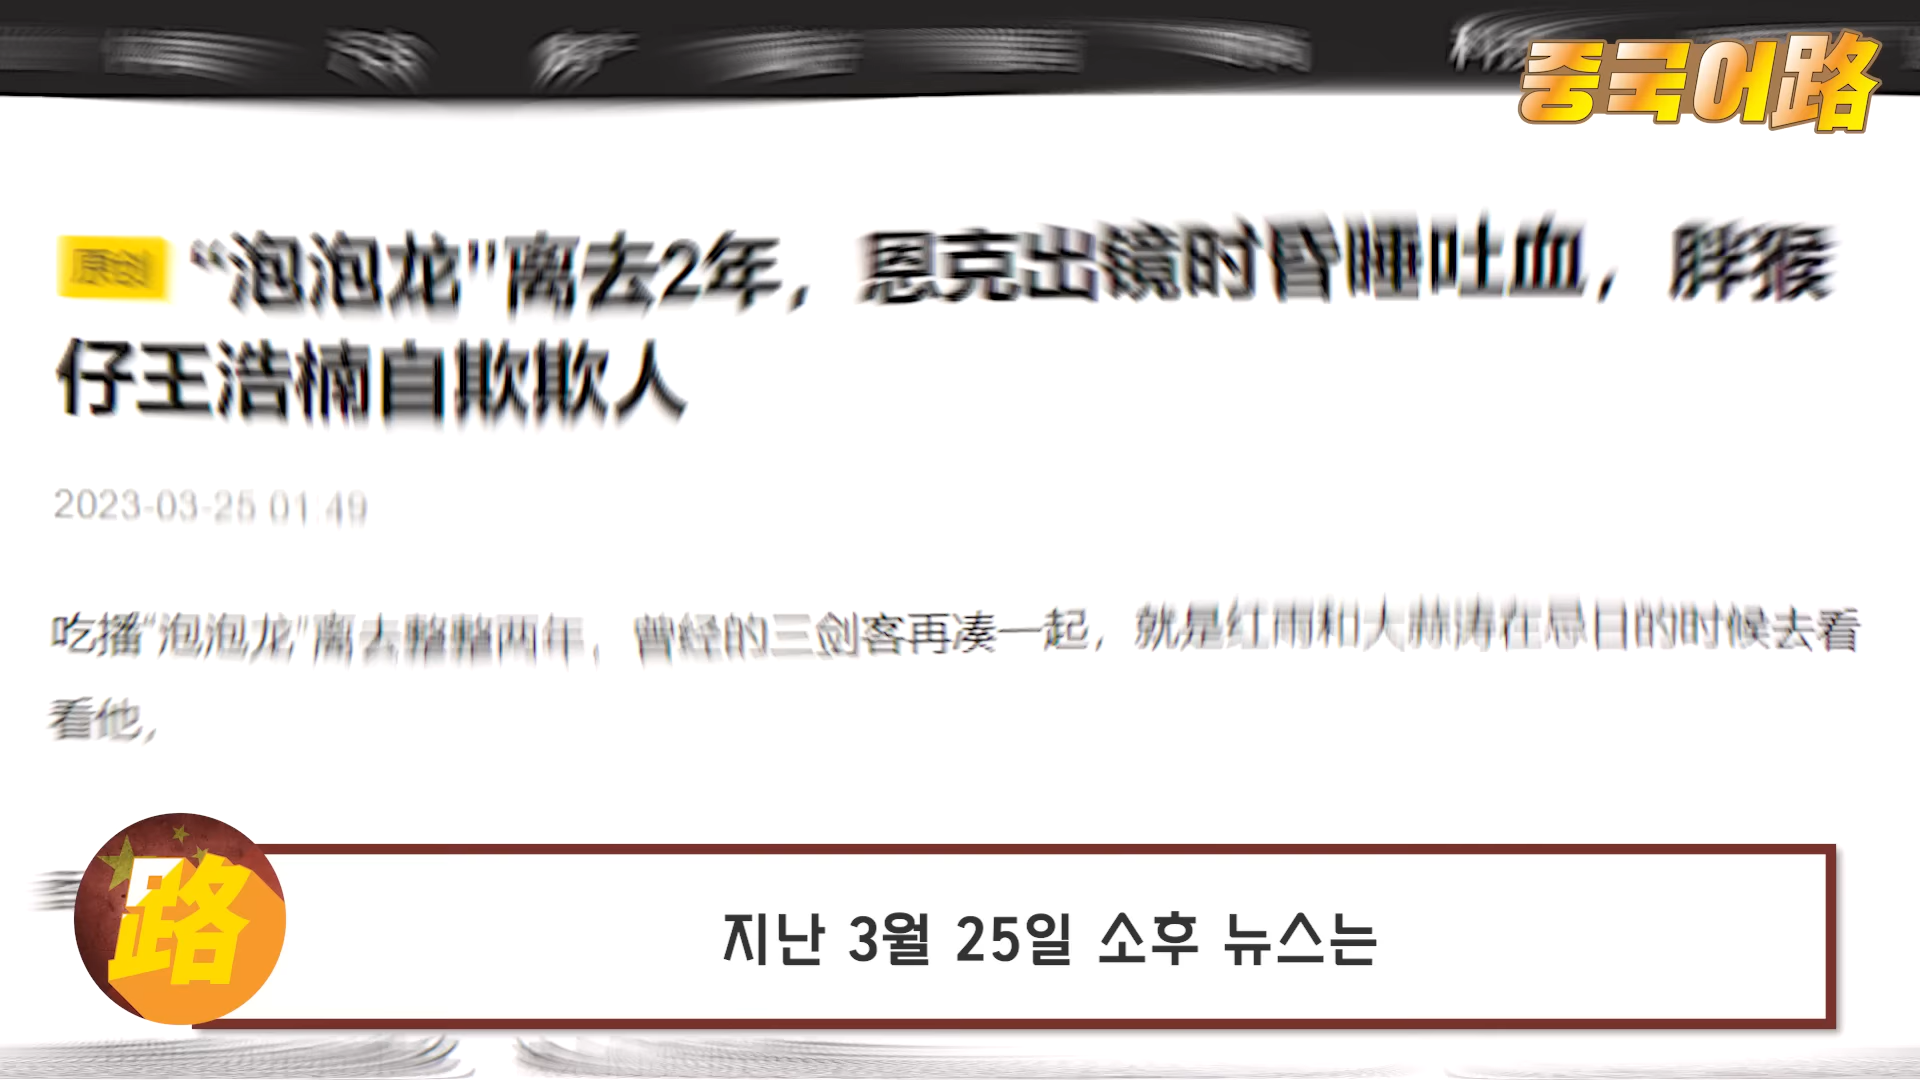 중국어路
原创 “泡泡龙”离去2年，恩克出镜时昏睡吐血，胖猴
仔王浩楠自欺欺人
2023-03-25 01:49
吃播“泡泡龙”离去整整两年，曾经的三剑客再凑一起，就是红雨和大赫涛在忌日的时候去看
看他，
路
지난 3월 25일 소후 뉴스는